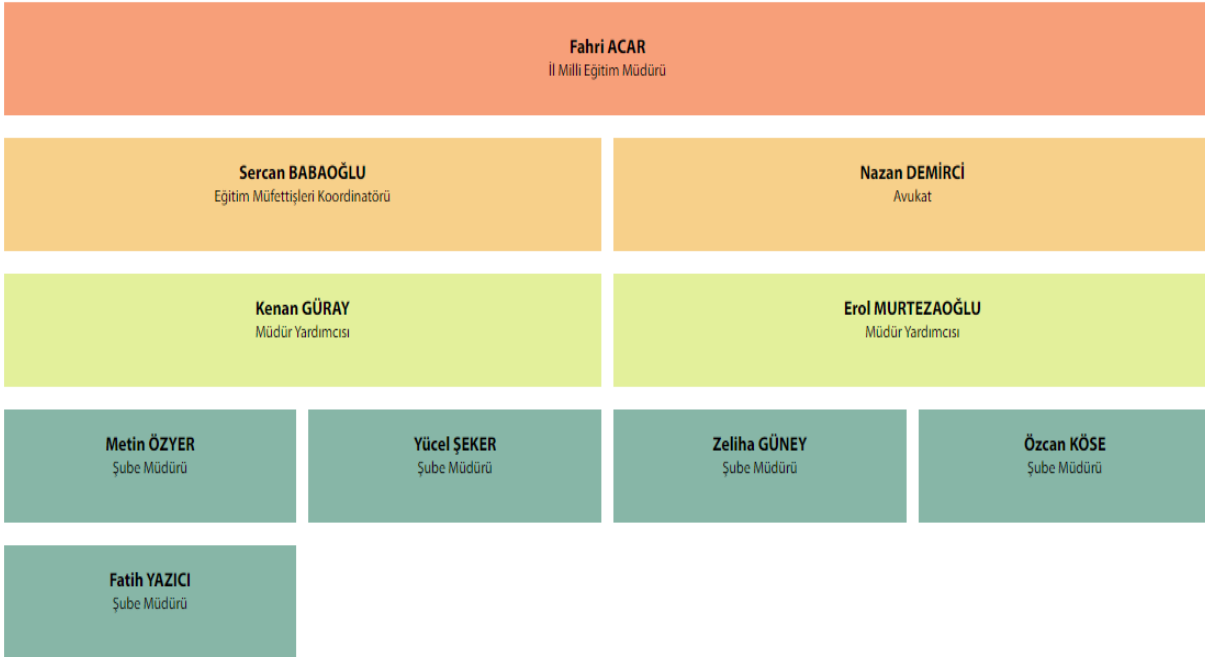 Fahri ACAR
İl Milli Eğitim Müdürü
Sercan BABAOĞLU
Eğitim Müfettişleri Koordinatörü
Nazan DEMİRCİ
Avukat
Kenan GÜRAY
Müdür Yardımcısı
Erol MURTEZAOĞLU
Müdür Yardımcısı
Metin ÖZYER
Şube Müdürü
Yücel ŞEKER
Şube Müdürü
Zeliha GÜNEY
Şube Müdürü
Özcan KÖSE
Şube Müdürü
Fatih YAZICI
Şube Müdürü